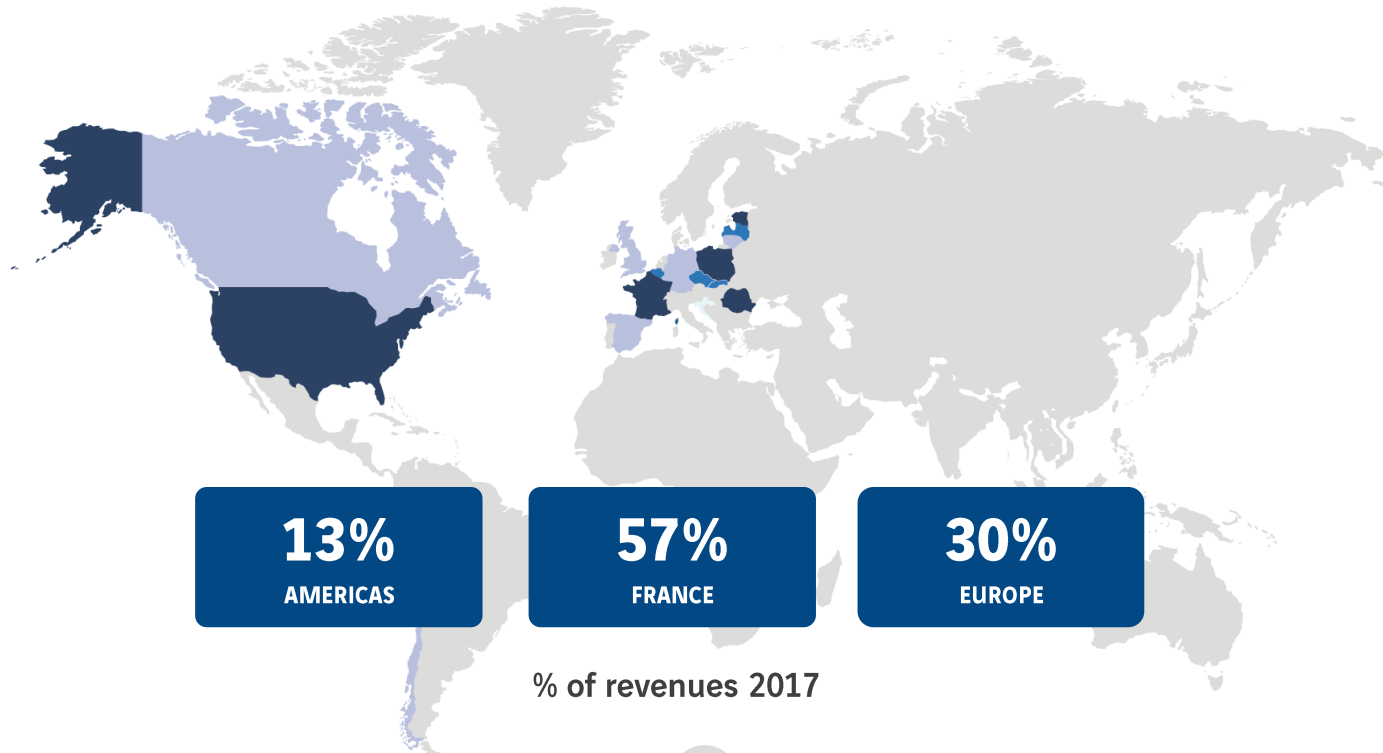 13%
AMERICAS
57%
FRANCE
30%
EUROPE
% of revenues 2017